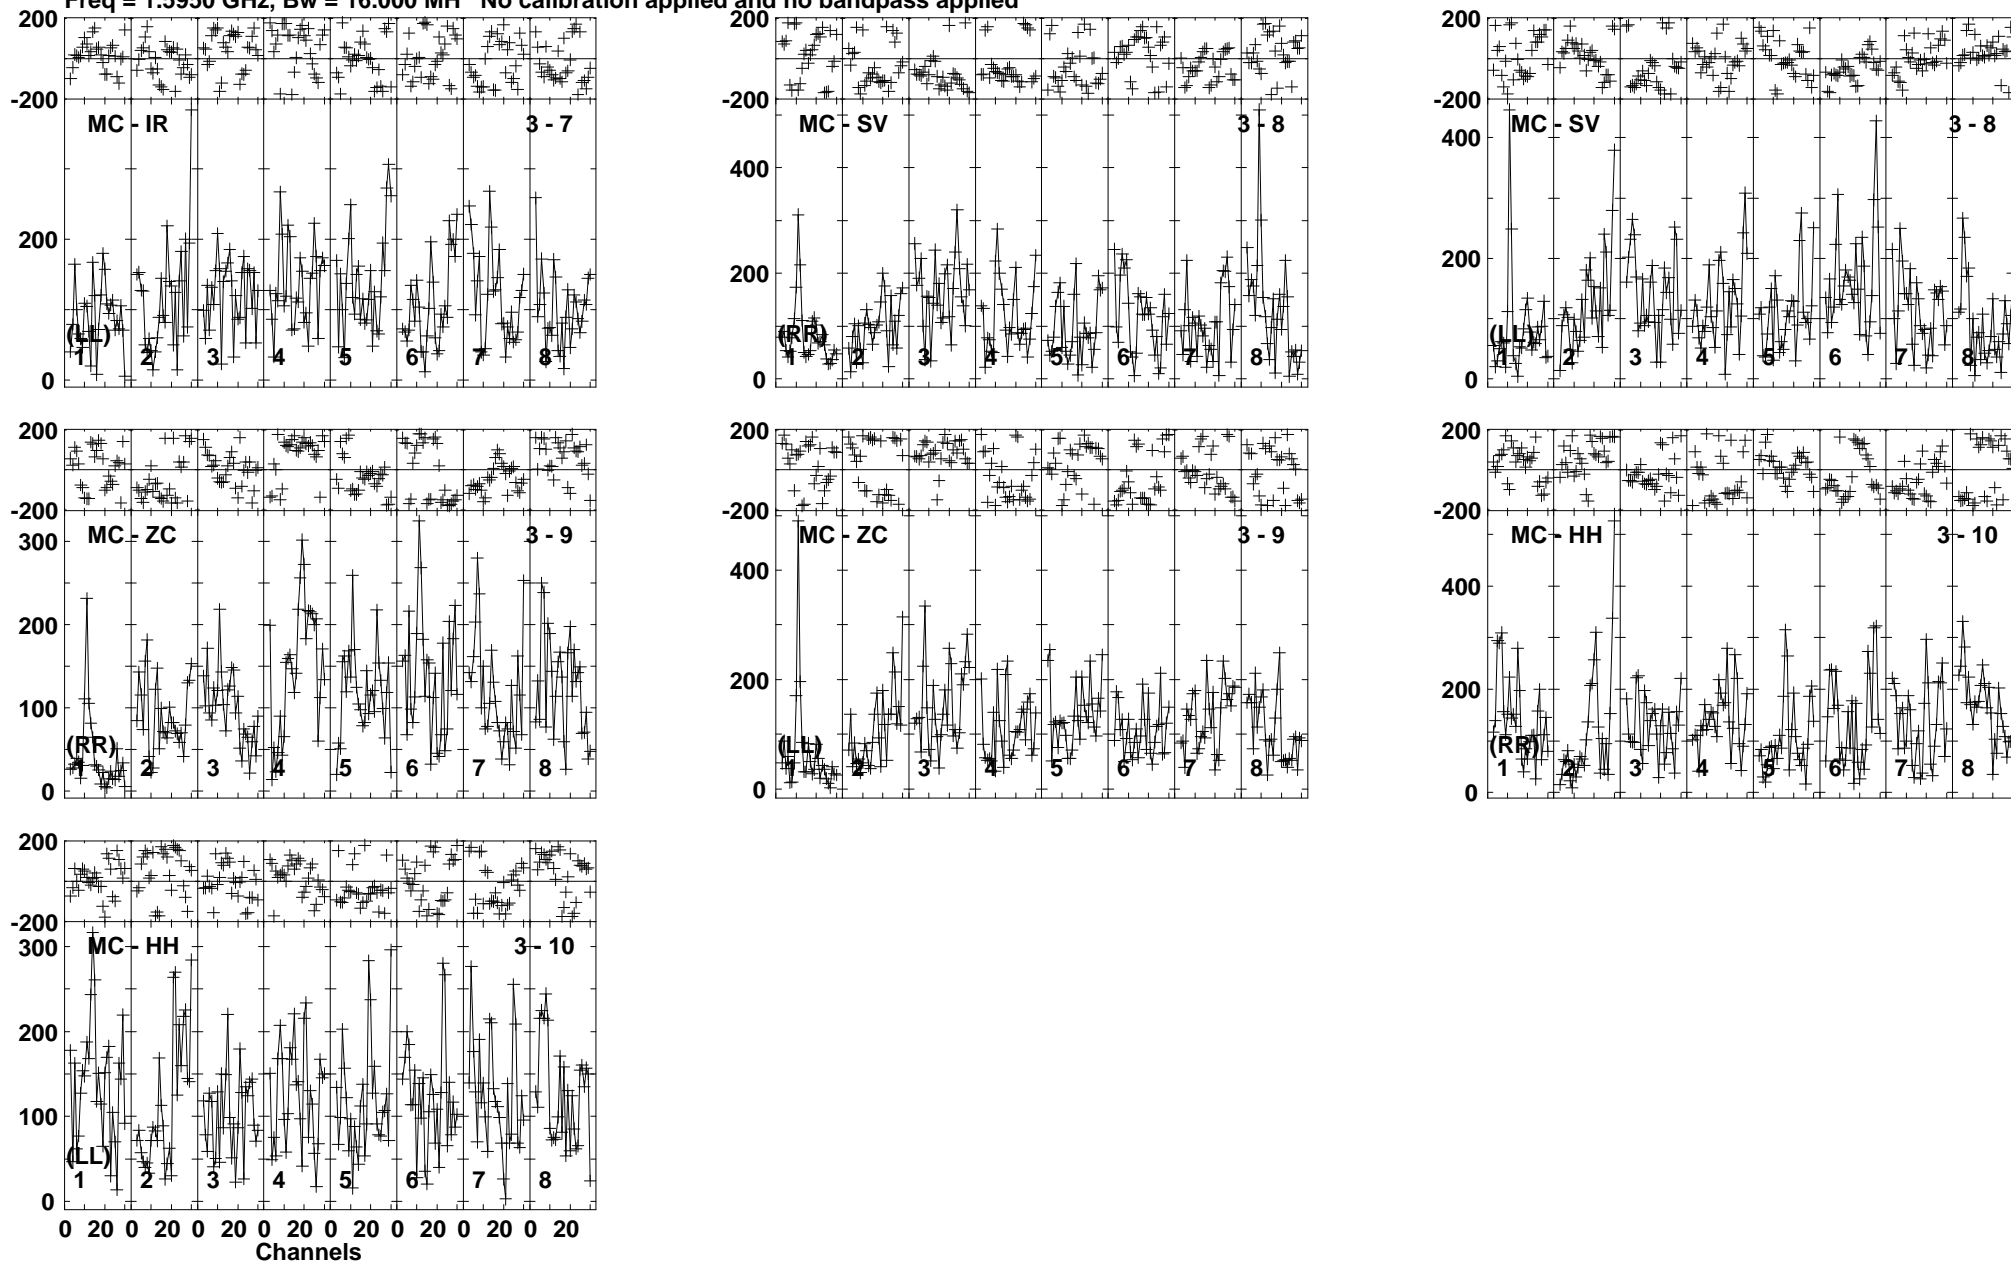 Freq = 1.5950 GHz, Bw = 16.000 MH No calibration applied and no bandpass applied
200
-200
MC - IR 3 - 7
200
0
(LL)
1 2 3 4 5 6 7 8
200
-200
MC - SV 3 - 8
400
200
0
(RR)
1 2 3 4 5 6 7 8
200
-200
MC - SV 3 - 8
400
200
0
(LL)
1 2 3 4 5 6 7 8
200
-200
MC - ZC 3 - 9
300
200
100
0
(RR)
1 2 3 4 5 6 7 8
200
-200
MC - ZC 3 - 9
400
200
0
(LL)
1 2 3 4 5 6 7 8
200
-200
MC - HH 3 - 10
400
200
0
(RR)
1 2 3 4 5 6 7 8
200
-200
MC - HH 3 - 10
300
200
100
0
(LL)
1 2 3 4 5 6 7 8
0 20 0 20 0 20 0 20 0 20 0 20 0 20 0 20
Channels